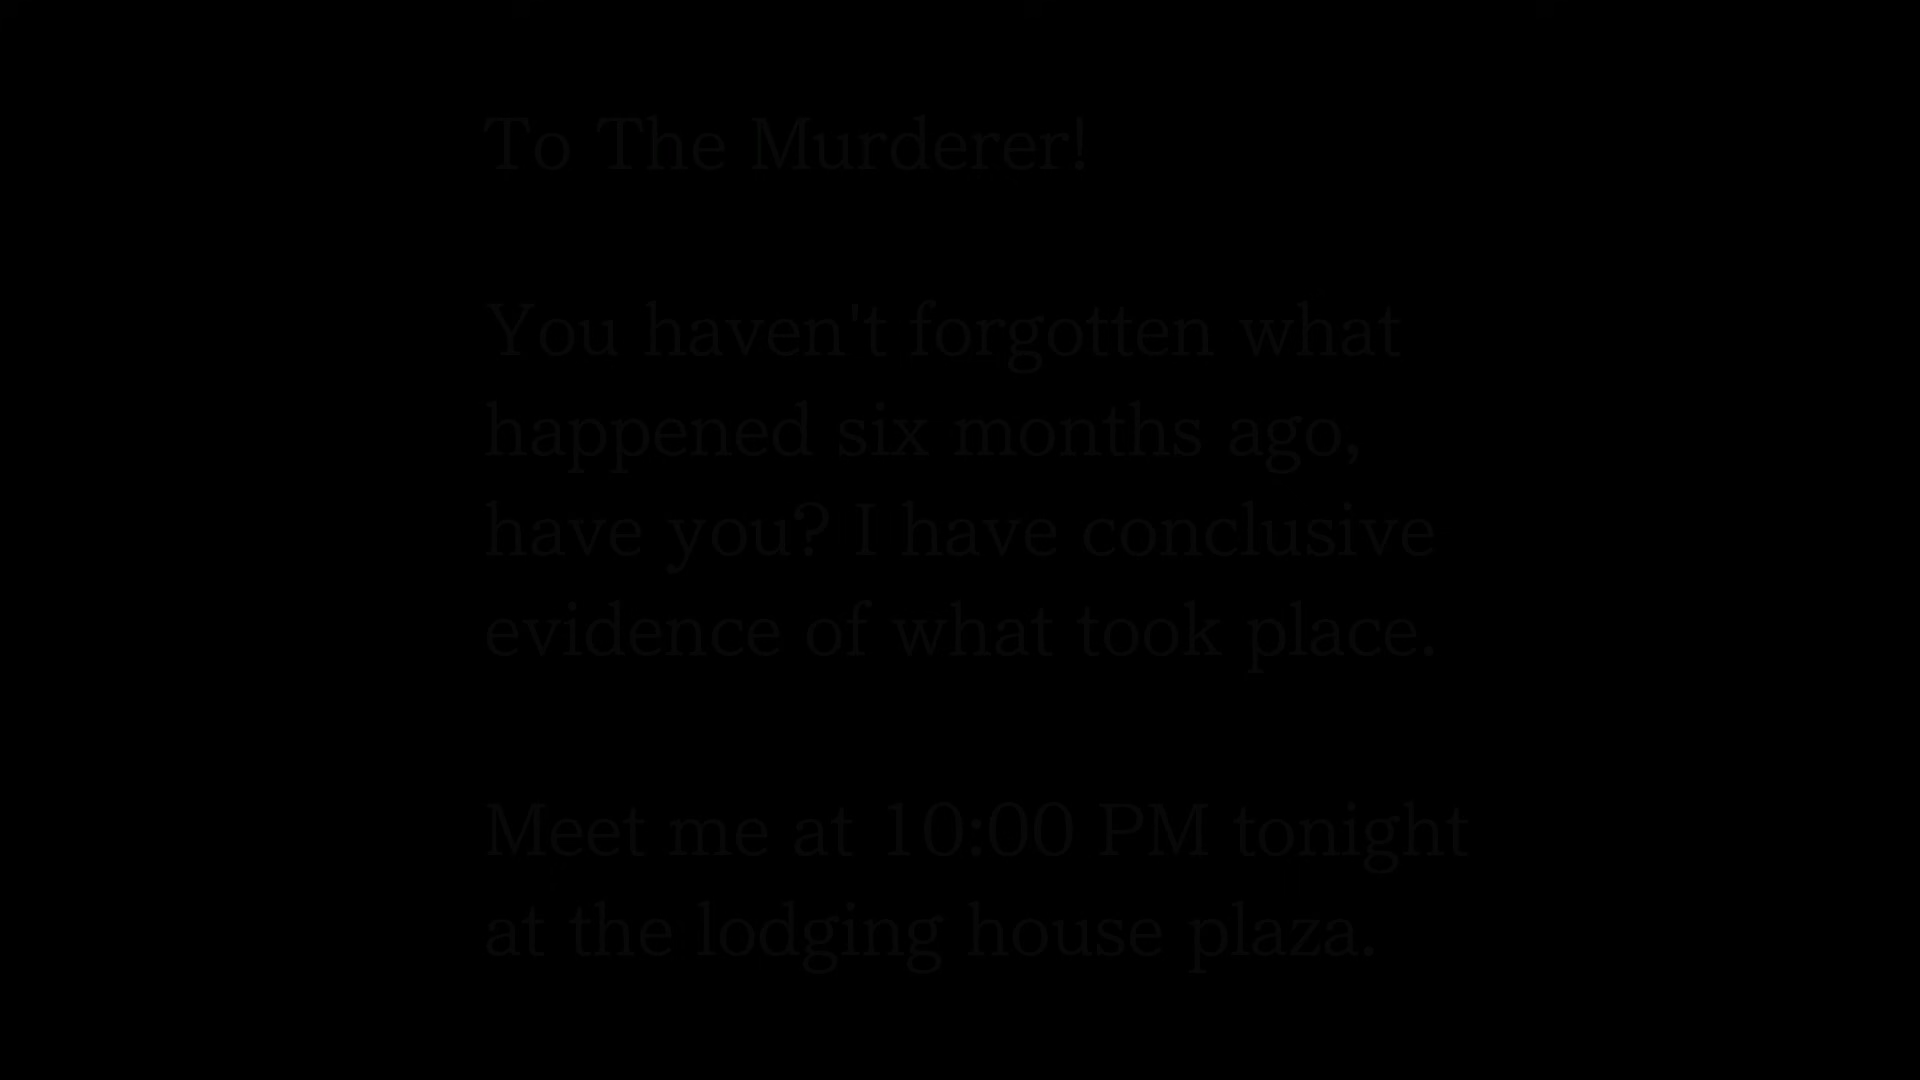 To The Murderer!
You haven't forgotten what
happened six months ago,
have you? I have conclusive
evidence of what took place.
Meet me at 10:00 PM tonight
at the lodging house plaza.